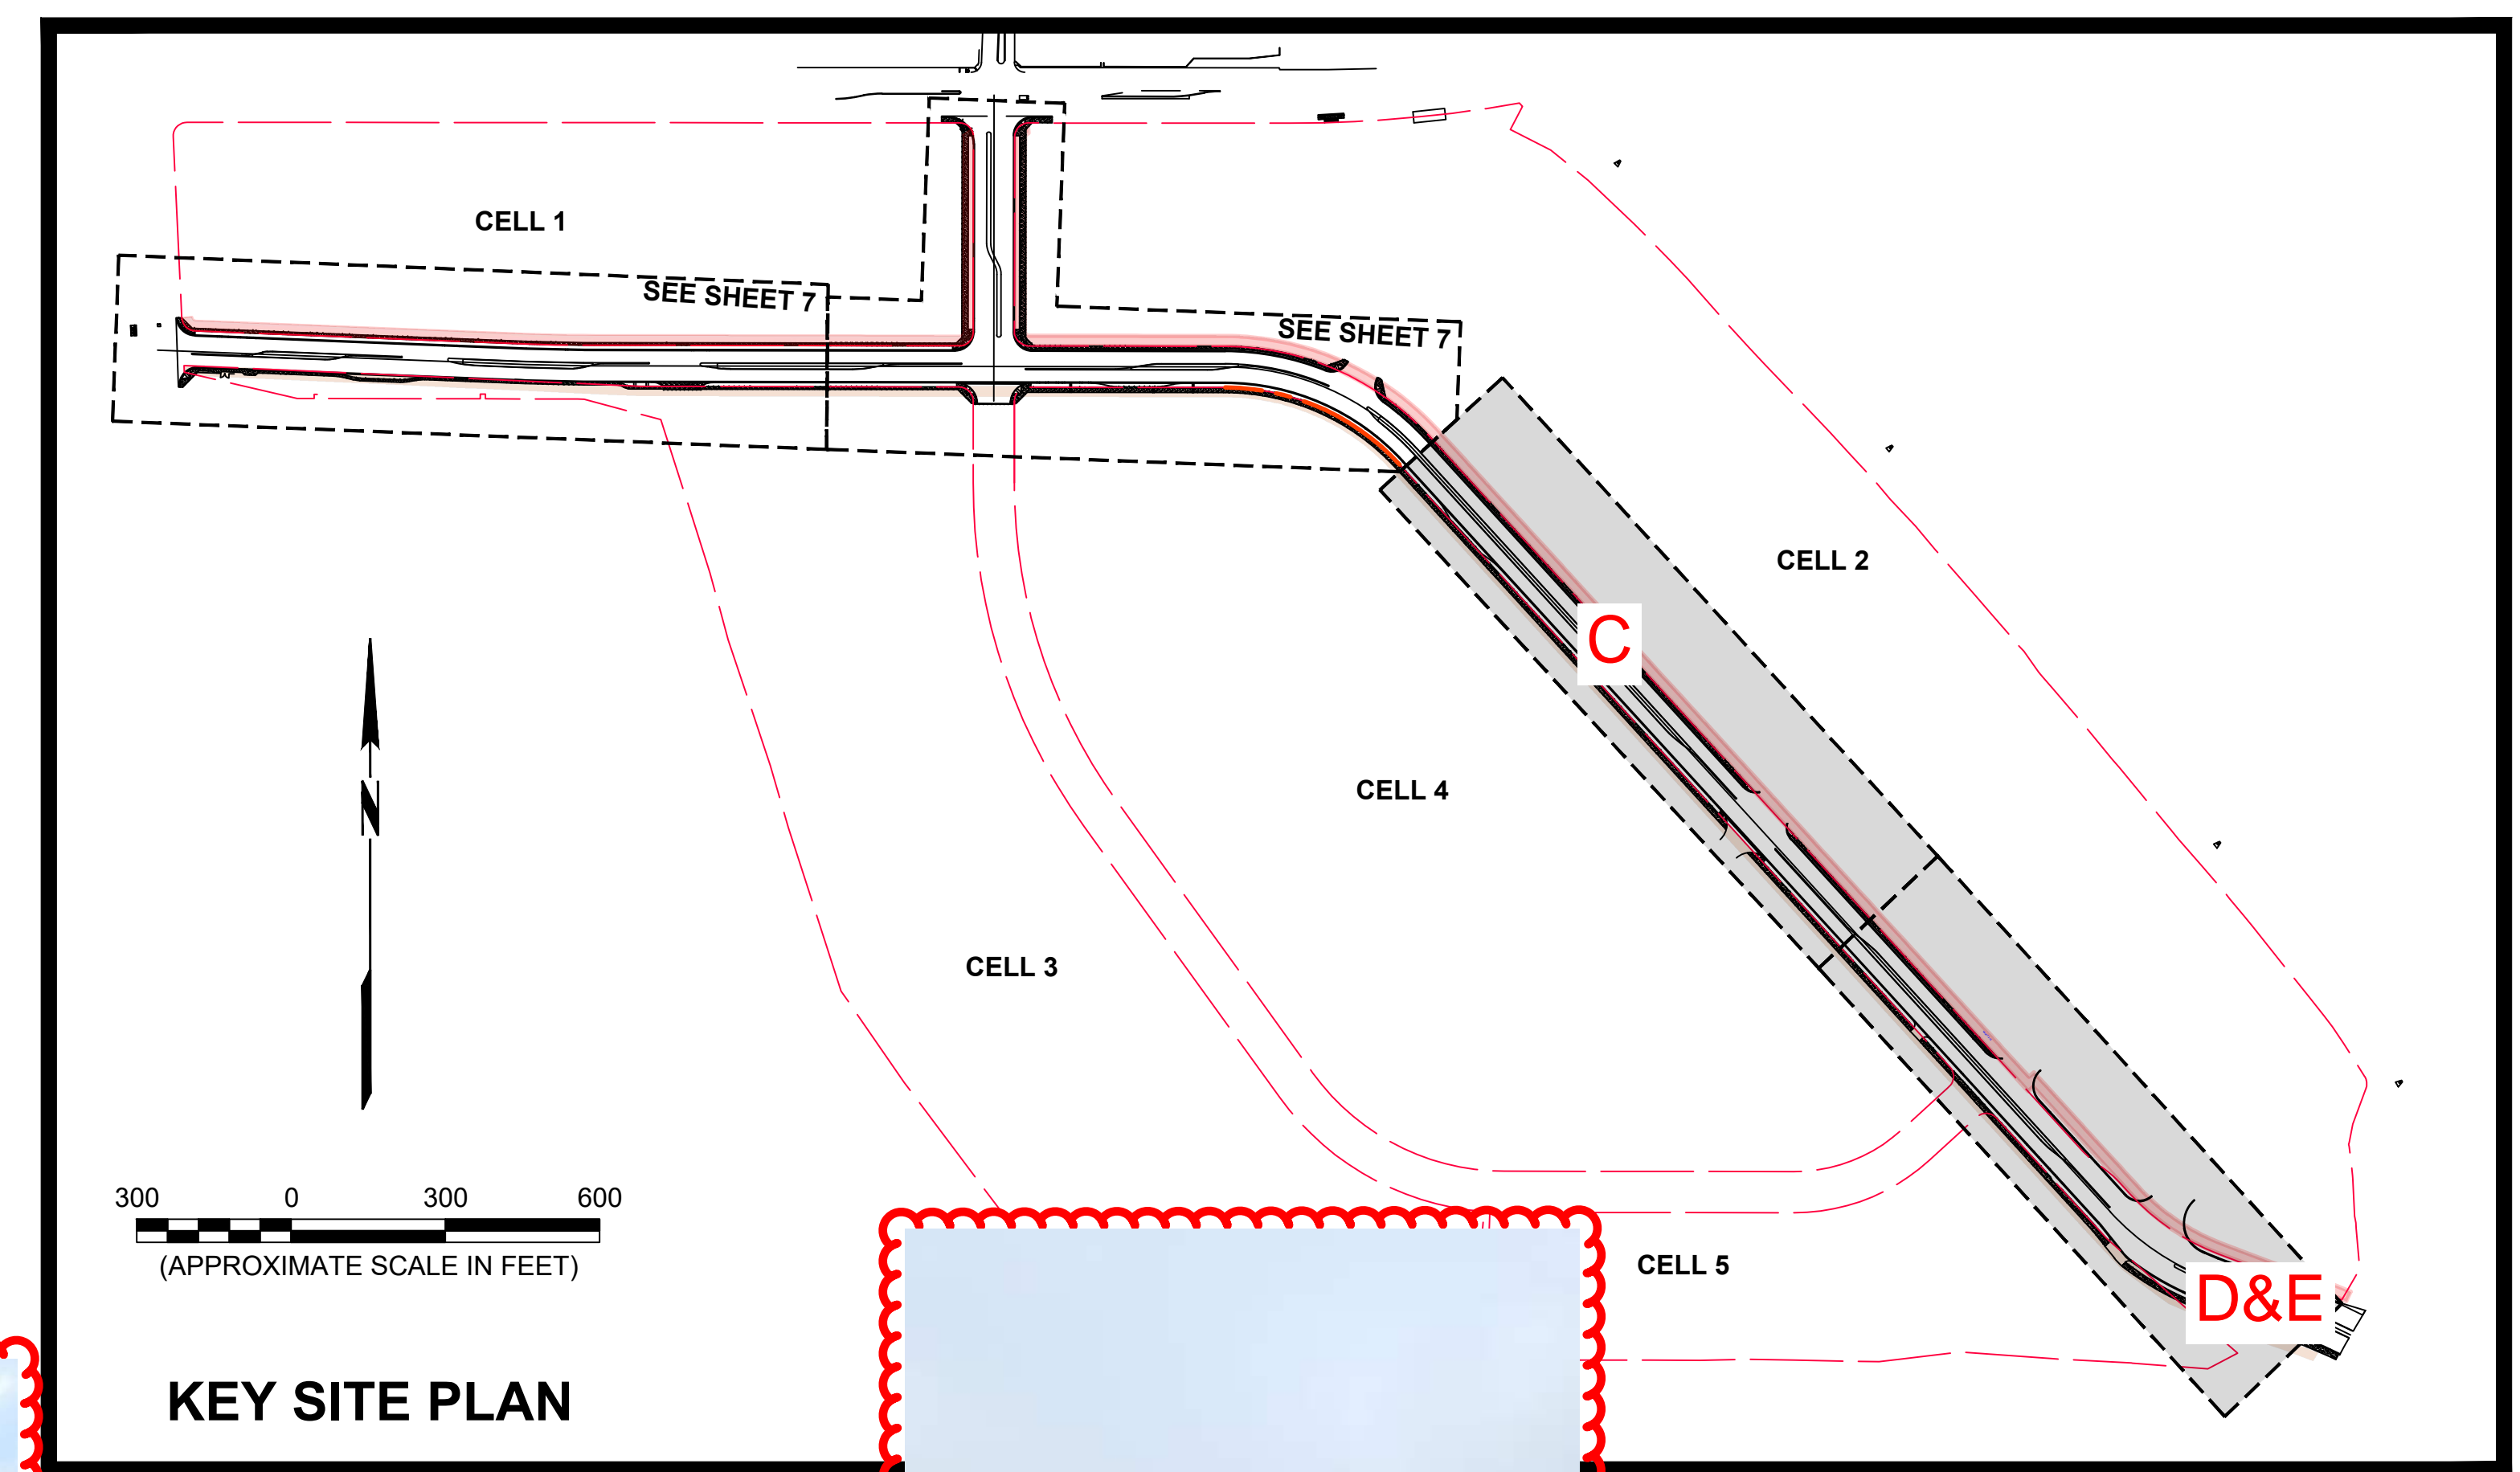 CELL 1
SEE SHEET 7
SEE SHEET 7
CELL 2
C
CELL 4
CELL 3
N
300 0 300 600
(APPROXIMATE SCALE IN FEET)
CELL 5
D&E
KEY SITE PLAN